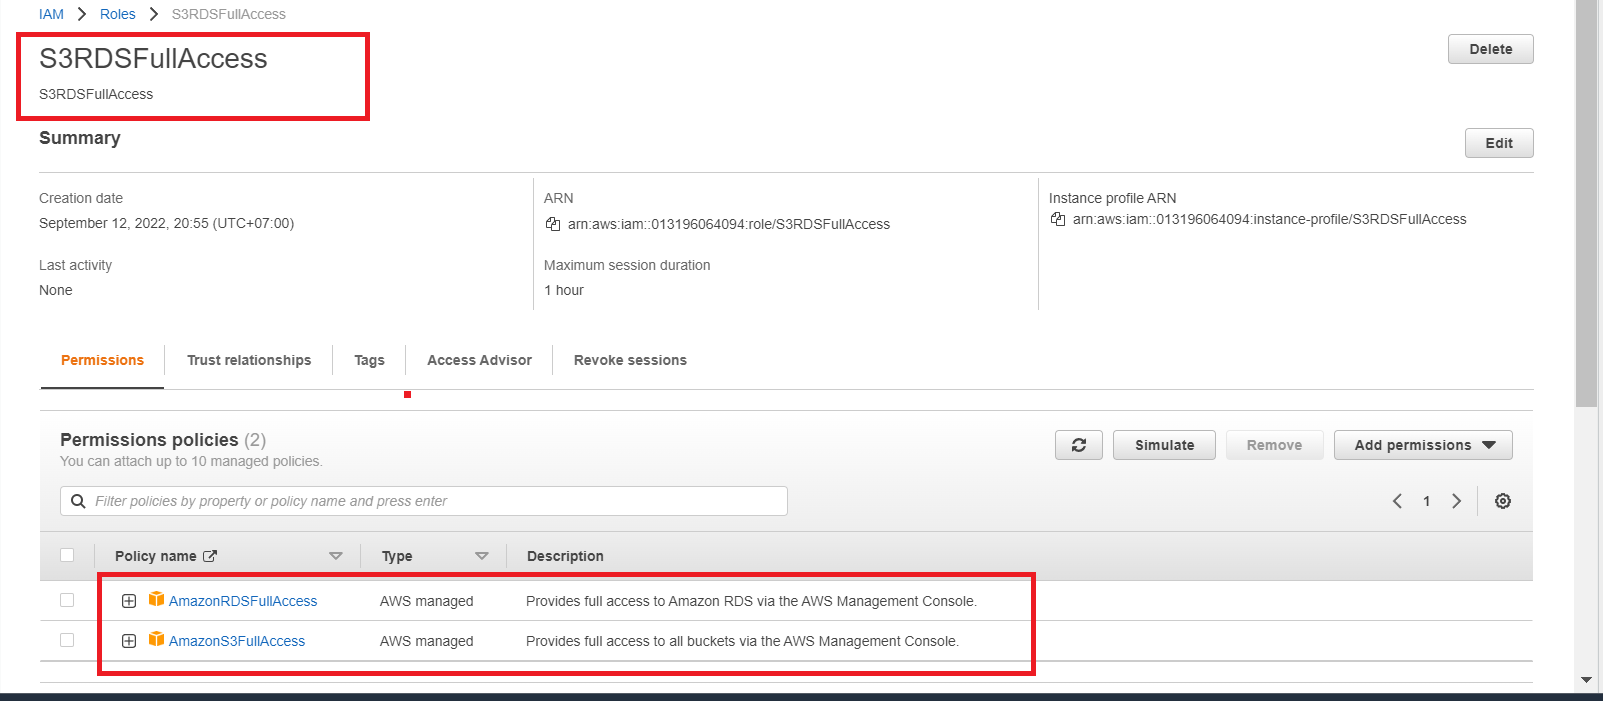 IAM > Roles > S3RDSFullAccess
S3RDSFullAccess
Delete
S3RDSFullAccess
Summary
Edit
Creation date
ARN
Instance profile ARN
September 12, 2022, 20:55 (UTC+07:00)
arn:aws:iam::013196064094:role/S3RDSFullAccess
arn:aws:iam::013196064094:instance-profile/S3RDSFullAccess
Last activity
Maximum session duration
None
1 hour
Permissions
Trust relationships
Tags
Access Advisor
Revoke sessions
Permissions policies (2)
You can attach up to 10 managed policies.
Simulate
Remove
Add permissions
Filter policies by property or policy name and press enter
1
Policy name
Type
Description
AmazonRDSFullAccess
AWS managed
Provides full access to Amazon RDS via the AWS Management Console.
AmazonS3FullAccess
AWS managed
Provides full access to all buckets via the AWS Management Console.